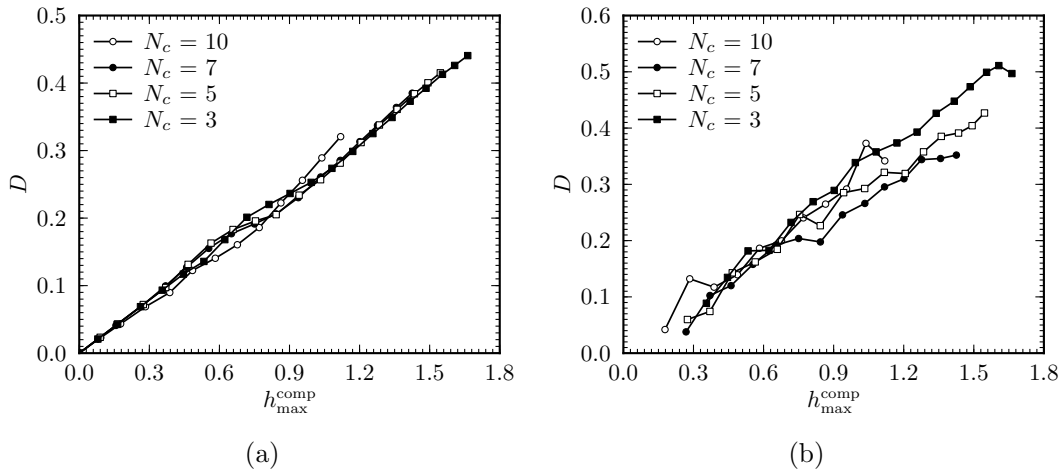 0.5
0.4
0.3
0.2
0.1
0.0
D
N_c = 10
N_c = 7
N_c = 5
N_c = 3
0.0 0.3 0.6 0.9 1.2 1.5 1.8
h_max^comp
(a)
0.6
0.5
0.4
0.3
0.2
0.1
0.0
D
N_c = 10
N_c = 7
N_c = 5
N_c = 3
0.0 0.3 0.6 0.9 1.2 1.5 1.8
h_max^comp
(b)